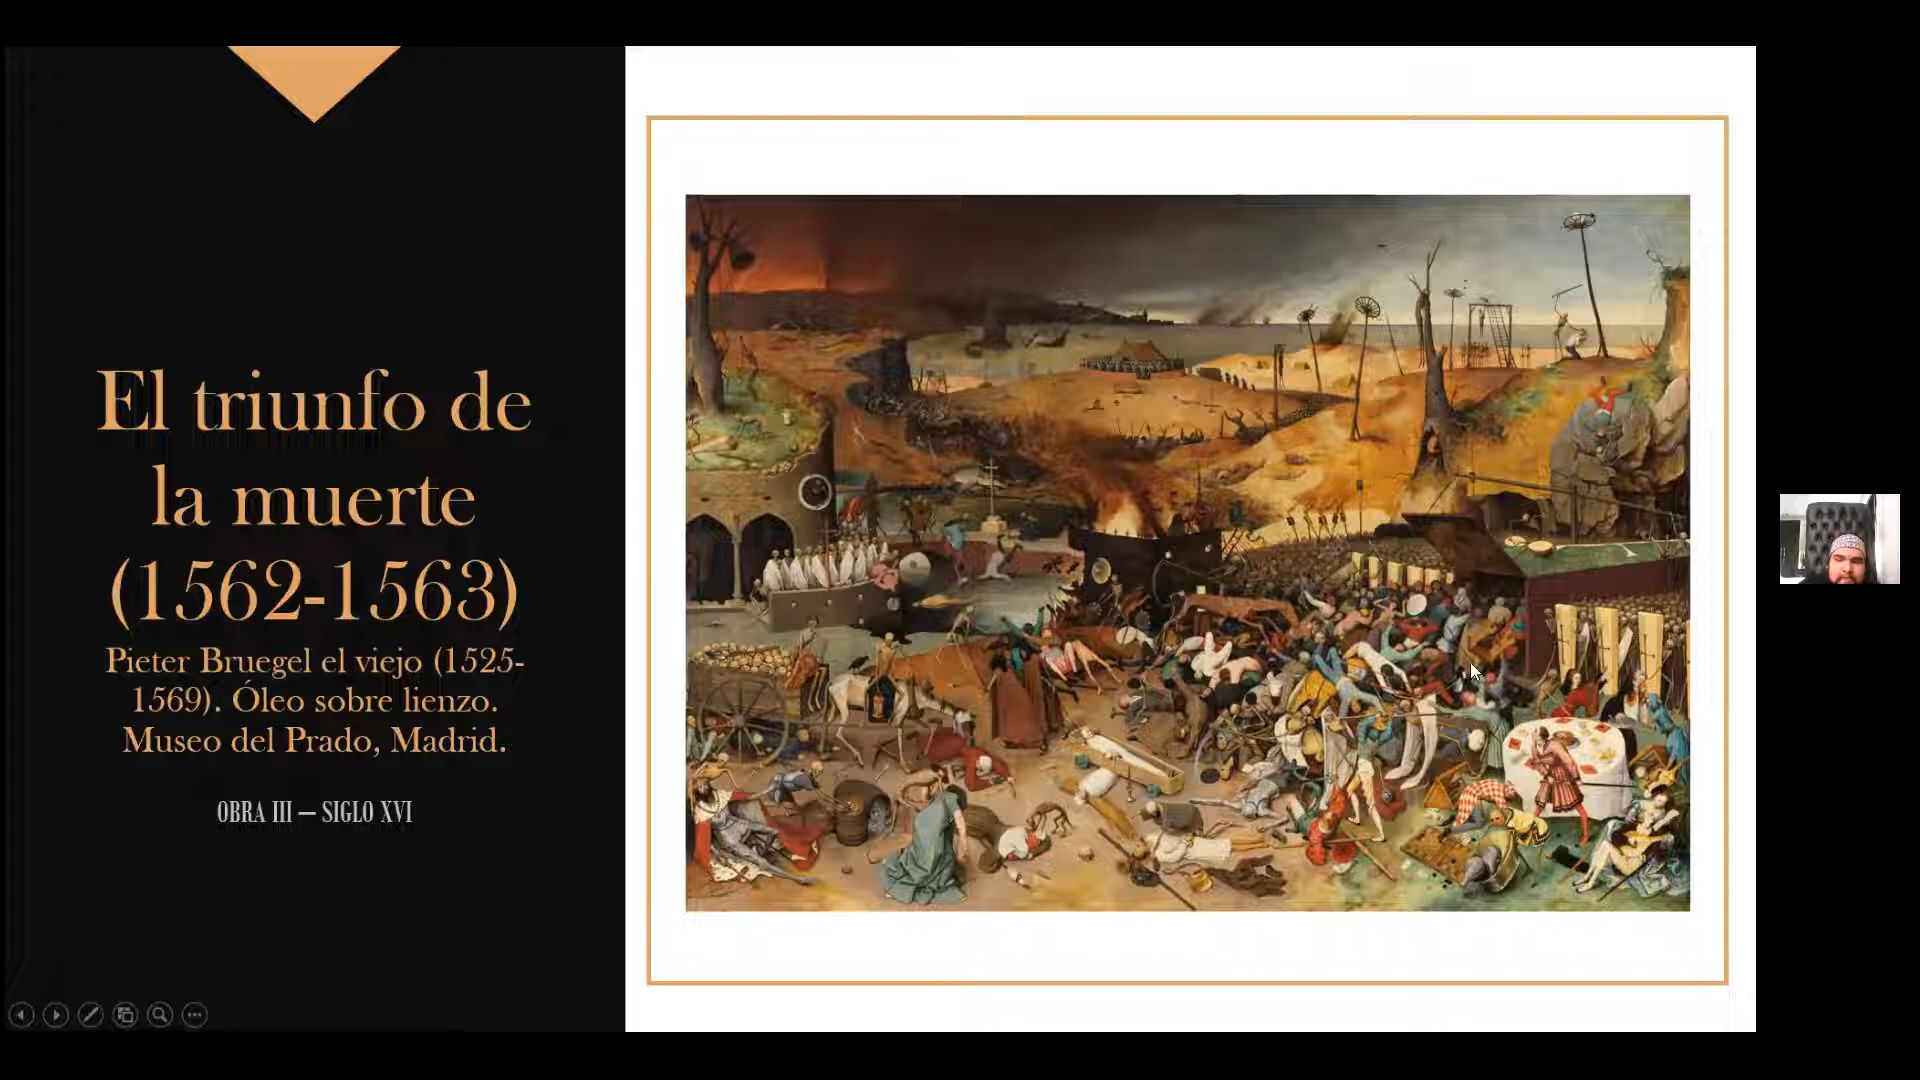 El triunfo de
la muerte
(1562-1563)
Pieter Bruegel el viejo (1525-
1569). Óleo sobre lienzo.
Museo del Prado, Madrid.
OBRA III – SIGLO XVI